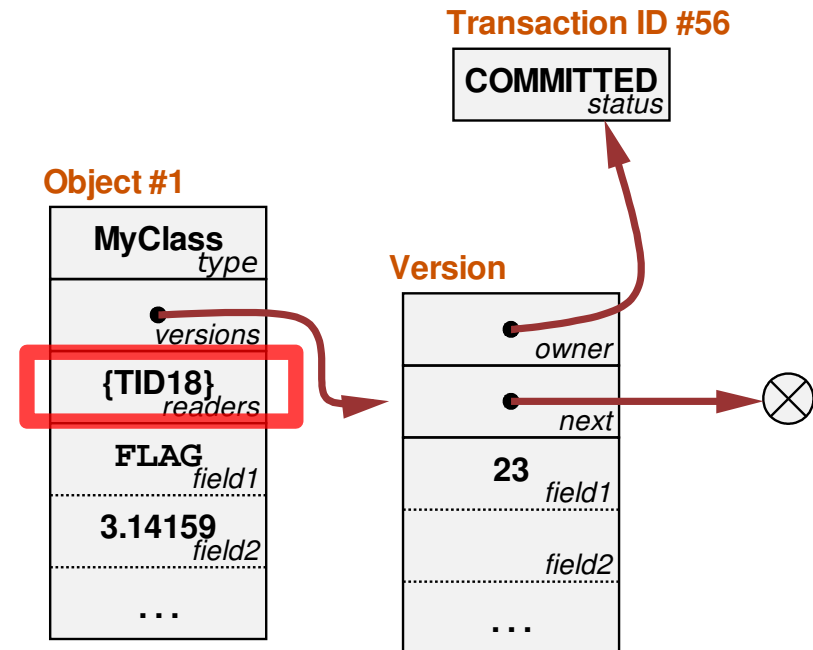 Transaction ID #56
COMMITTED
status
Object #1
MyClass
type
versions
{TID18}
readers
FLAG
field1
3.14159
field2
...
Version
owner
next
23
field1
field2
...